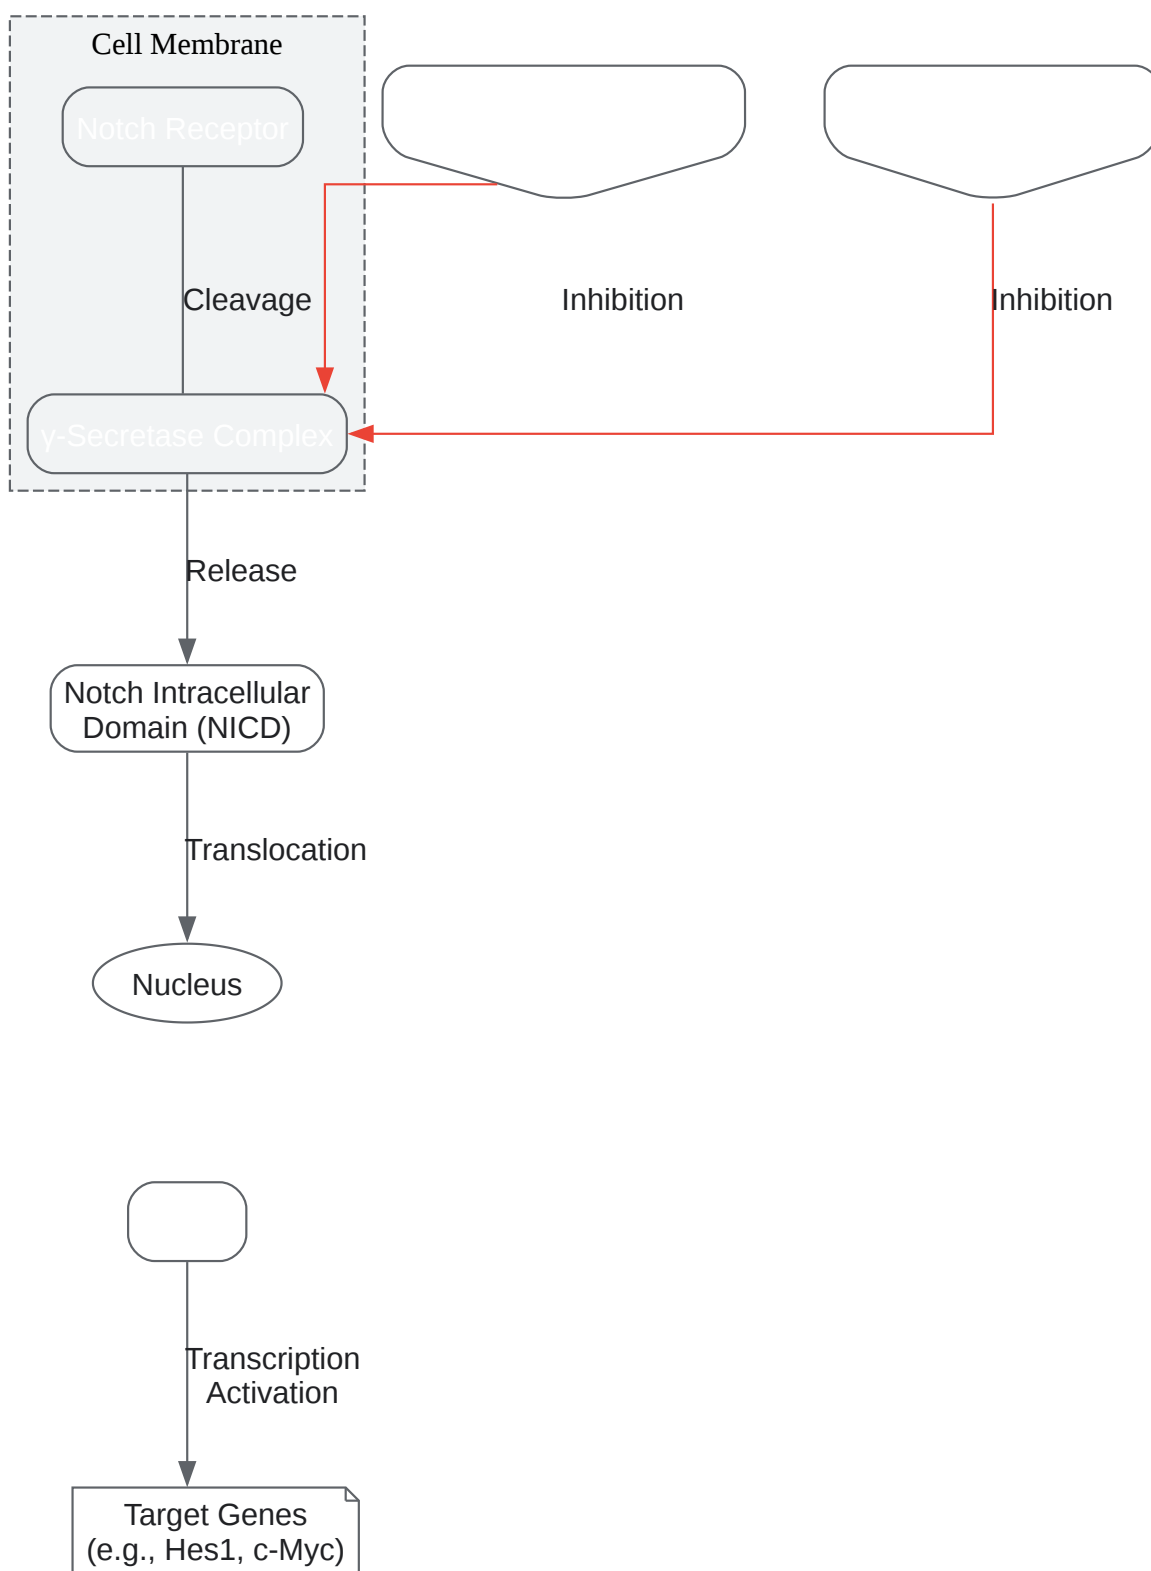 Cell Membrane
Notch Receptor
Cleavage
Inhibition
Inhibition
γ-Secretase Complex
Release
Notch Intracellular
Domain (NICD)
Translocation
Nucleus
Transcription
Activation
Target Genes
(e.g., Hes1, c-Myc)